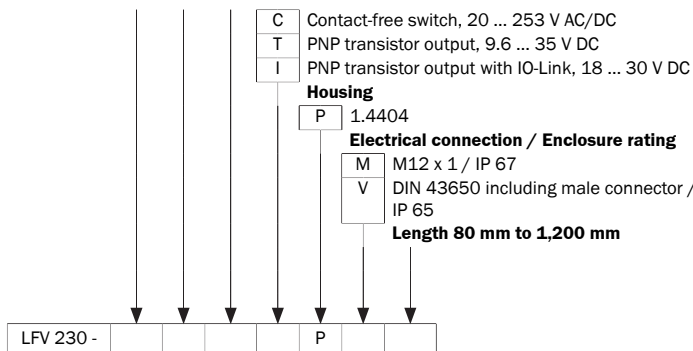 C Contact-free switch, 20 ... 253 V AC/DC
T PNP transistor output, 9.6 ... 35 V DC
I PNP transistor output with IO-Link, 18 ... 30 V DC
Housing
P 1.4404
Electrical connection / Enclosure rating
M M12 x 1 / IP 67
V DIN 43650 including male connector /
IP 65
Length 80 mm to 1,200 mm
LFV 230 - P